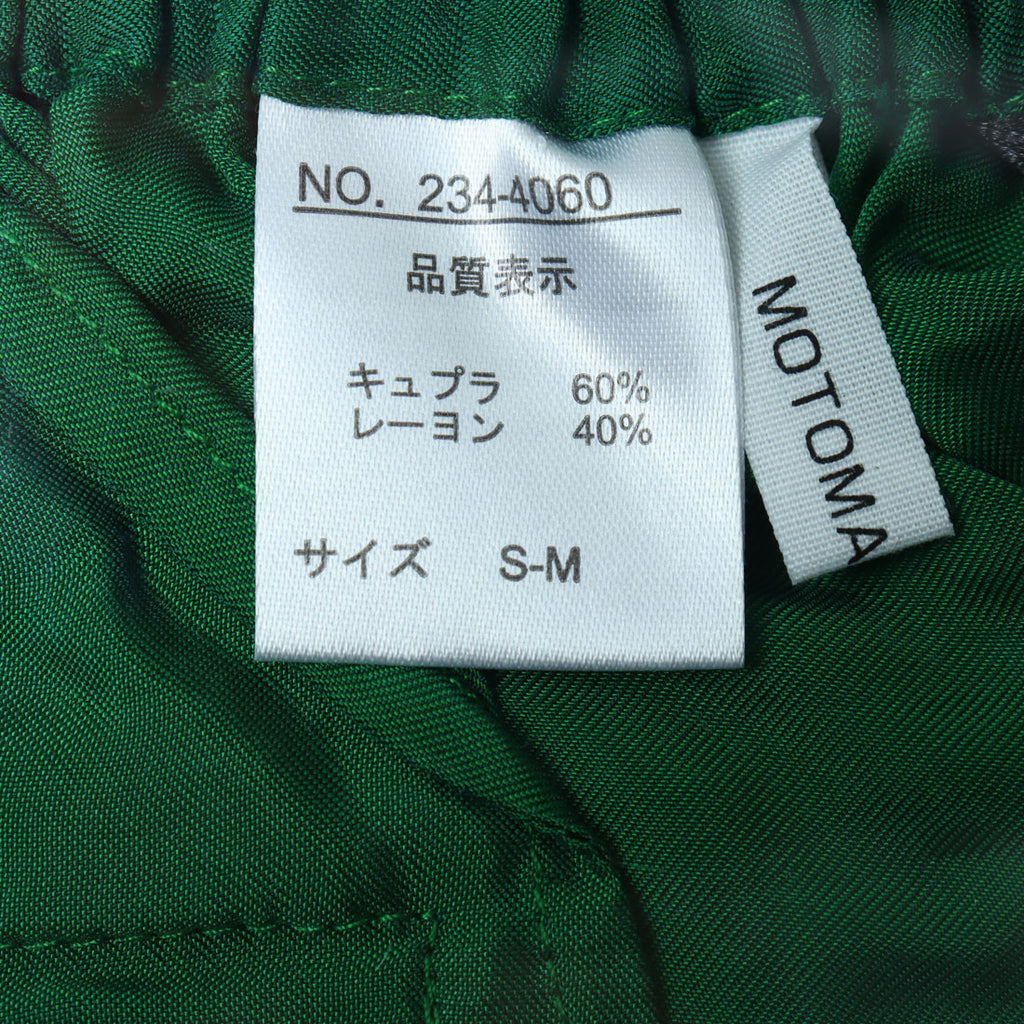 NO. 234-4060
品質表示
キュプラ 60%
レーヨン 40%
サイズ S-M
MOTOMA